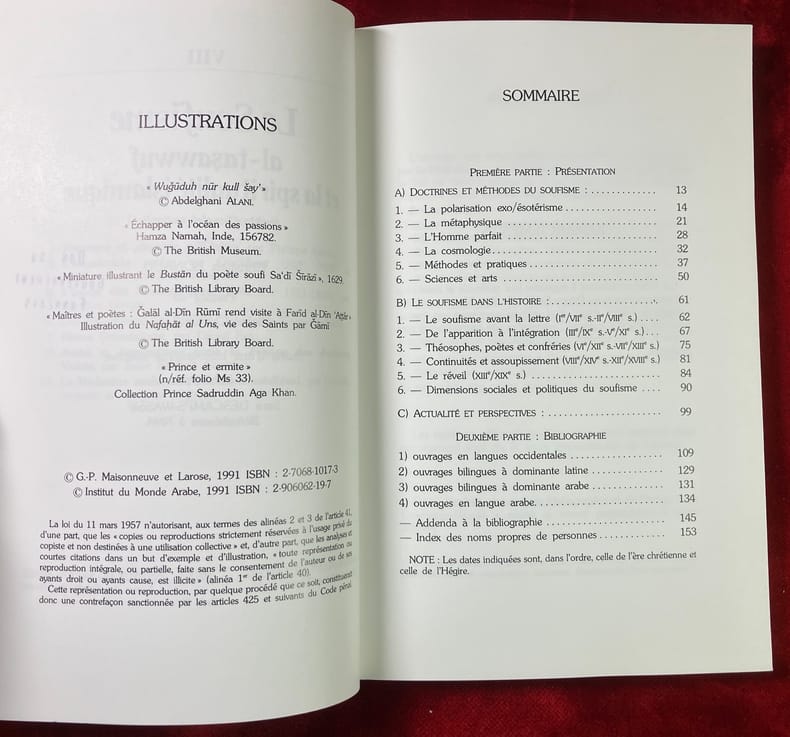 ILLUSTRATIONS
« Wuğūduh nūr kull šay' »
© Abdelghani ALANI.
« Échapper à l'océan des passions »
Hamza Namah, Inde, 156782.
© The British Museum.
« Miniature illustrant le Bustān du poète soufi Sa'dī Šīrāzī », 1629.
© The British Library Board.
« Maîtres et poètes : Ğalāl al-Dīn Rūmī rend visite à Farīd al-Dīn 'Aṭṭār »
Illustration du Nafaḥāt al Uns, vie des Saints par Ğāmī
© The British Library Board.
« Prince et ermite »
(n/réf. folio Ms 33).
Collection Prince Sadruddin Aga Khan.
© G.-P. Maisonneuve et Larose, 1991 ISBN : 2-7068-1017-3
© Institut du Monde Arabe, 1991 ISBN : 2-906062-19-7
La loi du 11 mars 1957 n'autorisant, aux termes des alinéas 2 et 3 de l'article 41,
d'une part, que les « copies ou reproductions strictement réservées à l'usage privé du
copiste et non destinées à une utilisation collective » et, d'autre part, que les analyses et
courtes citations dans un but d'exemple et d'illustration, « toute représentation ou
reproduction intégrale, ou partielle, faite sans le consentement de l'auteur ou de ses
ayants droit ou ayants cause, est illicite » (alinéa 1er de l'article 40).
Cette représentation ou reproduction, par quelque procédé que ce soit, constituerait
donc une contrefaçon sanctionnée par les articles 425 et suivants du Code pénal.
SOMMAIRE
PREMIÈRE PARTIE : PRÉSENTATION
A) DOCTRINES ET MÉTHODES DU SOUFISME : ............. 13
1. — La polarisation exo/ésotérisme .................. 14
2. — La métaphysique ............................. 21
3. — L'Homme parfait ............................ 28
4. — La cosmologie ............................... 32
5. — Méthodes et pratiques ........................ 37
6. — Sciences et arts .............................. 50
B) LE SOUFISME DANS L'HISTOIRE : .................... 61
1. — Le soufisme avant la lettre (Ier/VIIe s.-IIe/VIIIe s.) .... 62
2. — De l'apparition à l'intégration (IIIe/IXe s.-Ve/XIe s.) ... 67
3. — Théosophes, poètes et confréries (VIe/XIIe s.-VIIe/XIIIe s.) 75
4. — Continuités et assoupissement (VIIIe/XIVe s.-XIIe/XVIIIe s.) 81
5. — Le réveil (XIIIe/XIXe s.) ........................ 84
6. — Dimensions sociales et politiques du soufisme ..... 90
C) ACTUALITÉ ET PERSPECTIVES : ...................... 99
DEUXIÈME PARTIE : BIBLIOGRAPHIE
1) ouvrages en langues occidentales ................... 109
2) ouvrages bilingues à dominante latine .............. 129
3) ouvrages bilingues à dominante arabe .............. 131
4) ouvrages en langue arabe. ......................... 134
— Addenda à la bibliographie ....................... 145
— Index des noms propres de personnes .............. 153
NOTE : Les dates indiquées sont, dans l'ordre, celle de l'ère chrétienne et
celle de l'Hégire.